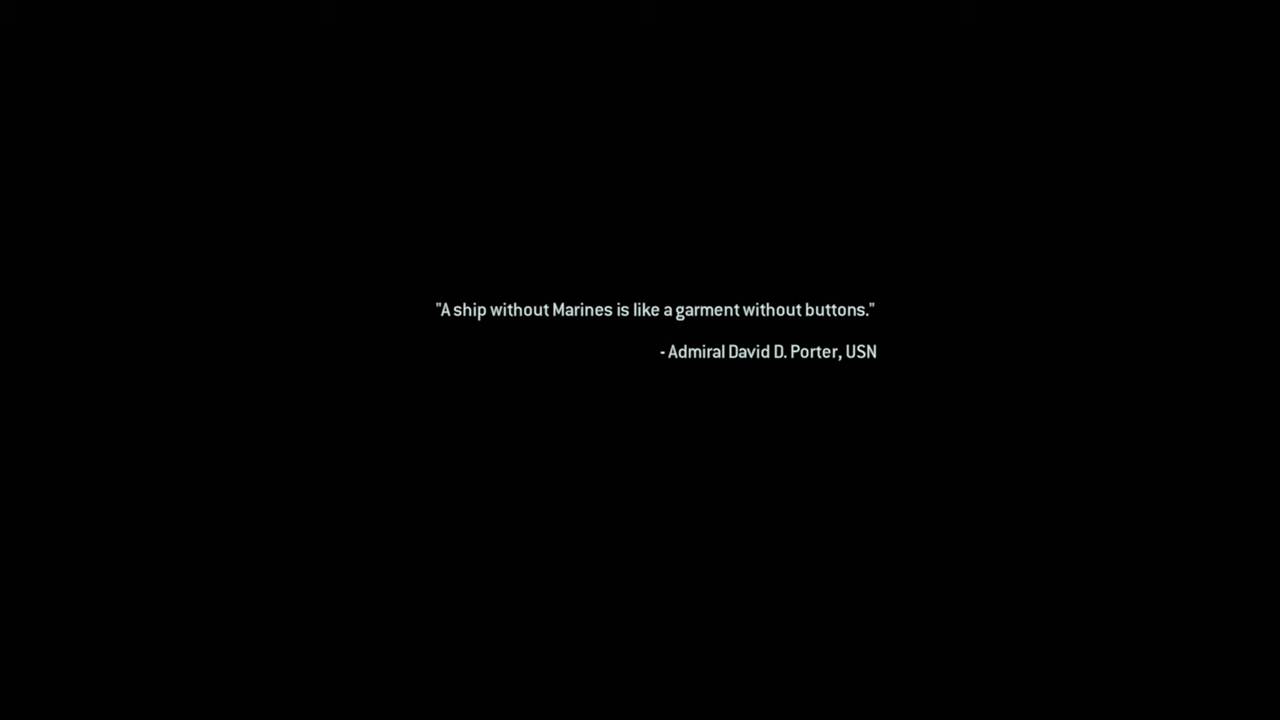 "A ship without Marines is like a garment without buttons."
- Admiral David D. Porter, USN